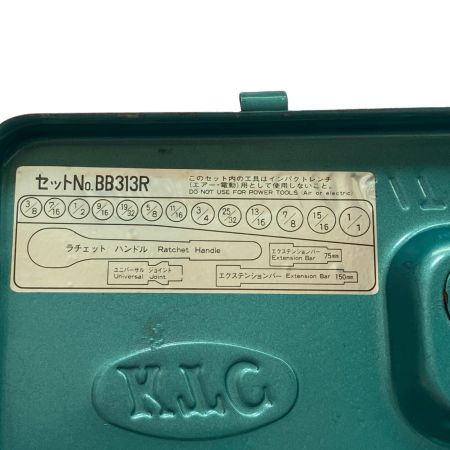 セットNo.BB313R
このセット内の工具はインパクトレンチ
(エアー・電動)用として使用しないこと。
DO NOT USE FOR POWER TOOLS.(Air or electric)
3/8 7/16 1/2 9/16 19/32 5/8 11/16 3/4 25/32 13/16 7/8 15/16 1/1
ラチェット ハンドル Ratchet Handle
エクステンションバー
Extension Bar 75mm
ユニバーサル ジョイント
Universal Joint
エクステンションバー
Extension Bar 150mm
KTC